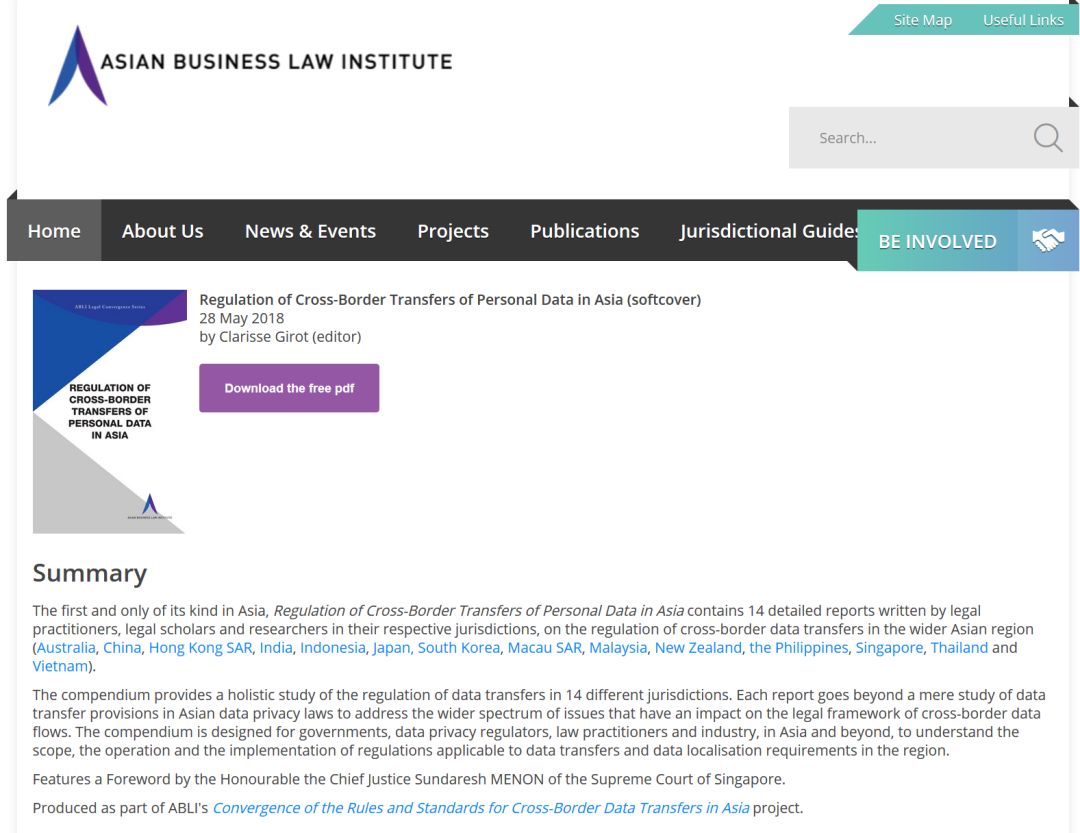 Site Map Useful Links
ASIAN BUSINESS LAW INSTITUTE
Search...
Home About Us News & Events Projects Publications Jurisdictional Guides
BE INVOLVED
ABLI Legal Convergence Series
REGULATION OF
CROSS-BORDER
TRANSFERS OF
PERSONAL DATA
IN ASIA
ASIAN BUSINESS LAW INSTITUTE
Regulation of Cross-Border Transfers of Personal Data in Asia (softcover)
28 May 2018
by Clarisse Girot (editor)
Download the free pdf
Summary
The first and only of its kind in Asia, Regulation of Cross-Border Transfers of Personal Data in Asia contains 14 detailed reports written by legal
practitioners, legal scholars and researchers in their respective jurisdictions, on the regulation of cross-border data transfers in the wider Asian region
(Australia, China, Hong Kong SAR, India, Indonesia, Japan, South Korea, Macau SAR, Malaysia, New Zealand, the Philippines, Singapore, Thailand and
Vietnam).
The compendium provides a holistic study of the regulation of data transfers in 14 different jurisdictions. Each report goes beyond a mere study of data
transfer provisions in Asian data privacy laws to address the wider spectrum of issues that have an impact on the legal framework of cross-border data
flows. The compendium is designed for governments, data privacy regulators, law practitioners and industry, in Asia and beyond, to understand the
scope, the operation and the implementation of regulations applicable to data transfers and data localisation requirements in the region.
Features a Foreword by the Honourable the Chief Justice Sundaresh MENON of the Supreme Court of Singapore.
Produced as part of ABLI's Convergence of the Rules and Standards for Cross-Border Data Transfers in Asia project.